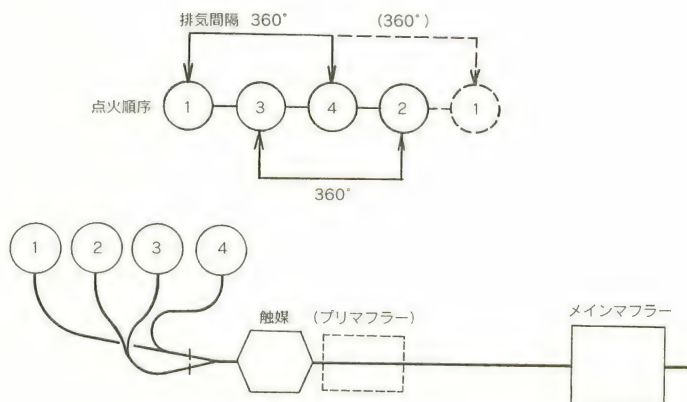 排気間隔 360°
(360°)
点火順序 1 3 4 2 1
360°
1 2 3 4
触媒 (プリマフラー)
メインマフラー